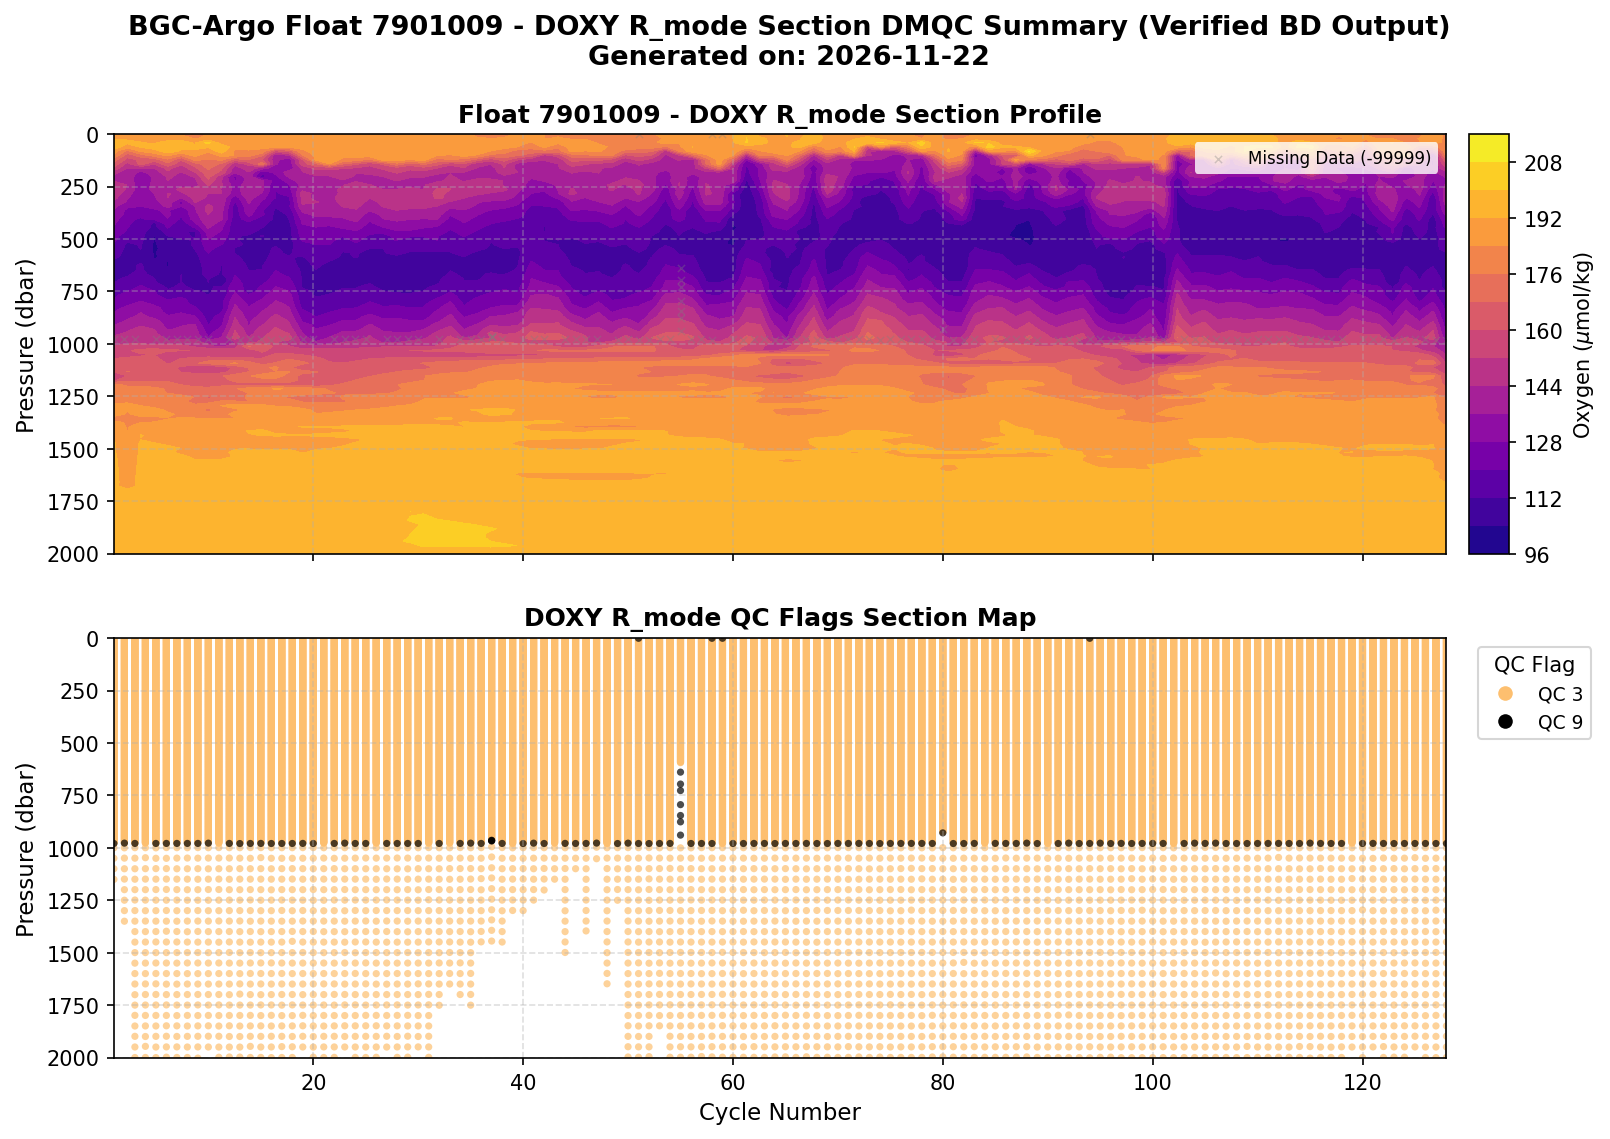 BGC-Argo Float 7901009 - DOXY R_mode Section DMQC Summary (Verified BD Output)
Generated on: 2026-11-22
Float 7901009 - DOXY R_mode Section Profile
Pressure (dbar)
0
250
500
750
1000
1250
1500
1750
2000
Missing Data (-99999)
208
192
176
160
144
128
112
96
Oxygen (μmol/kg)
DOXY R_mode QC Flags Section Map
Pressure (dbar)
0
250
500
750
1000
1250
1500
1750
2000
20
40
60
80
100
120
Cycle Number
QC Flag
QC 3
QC 9